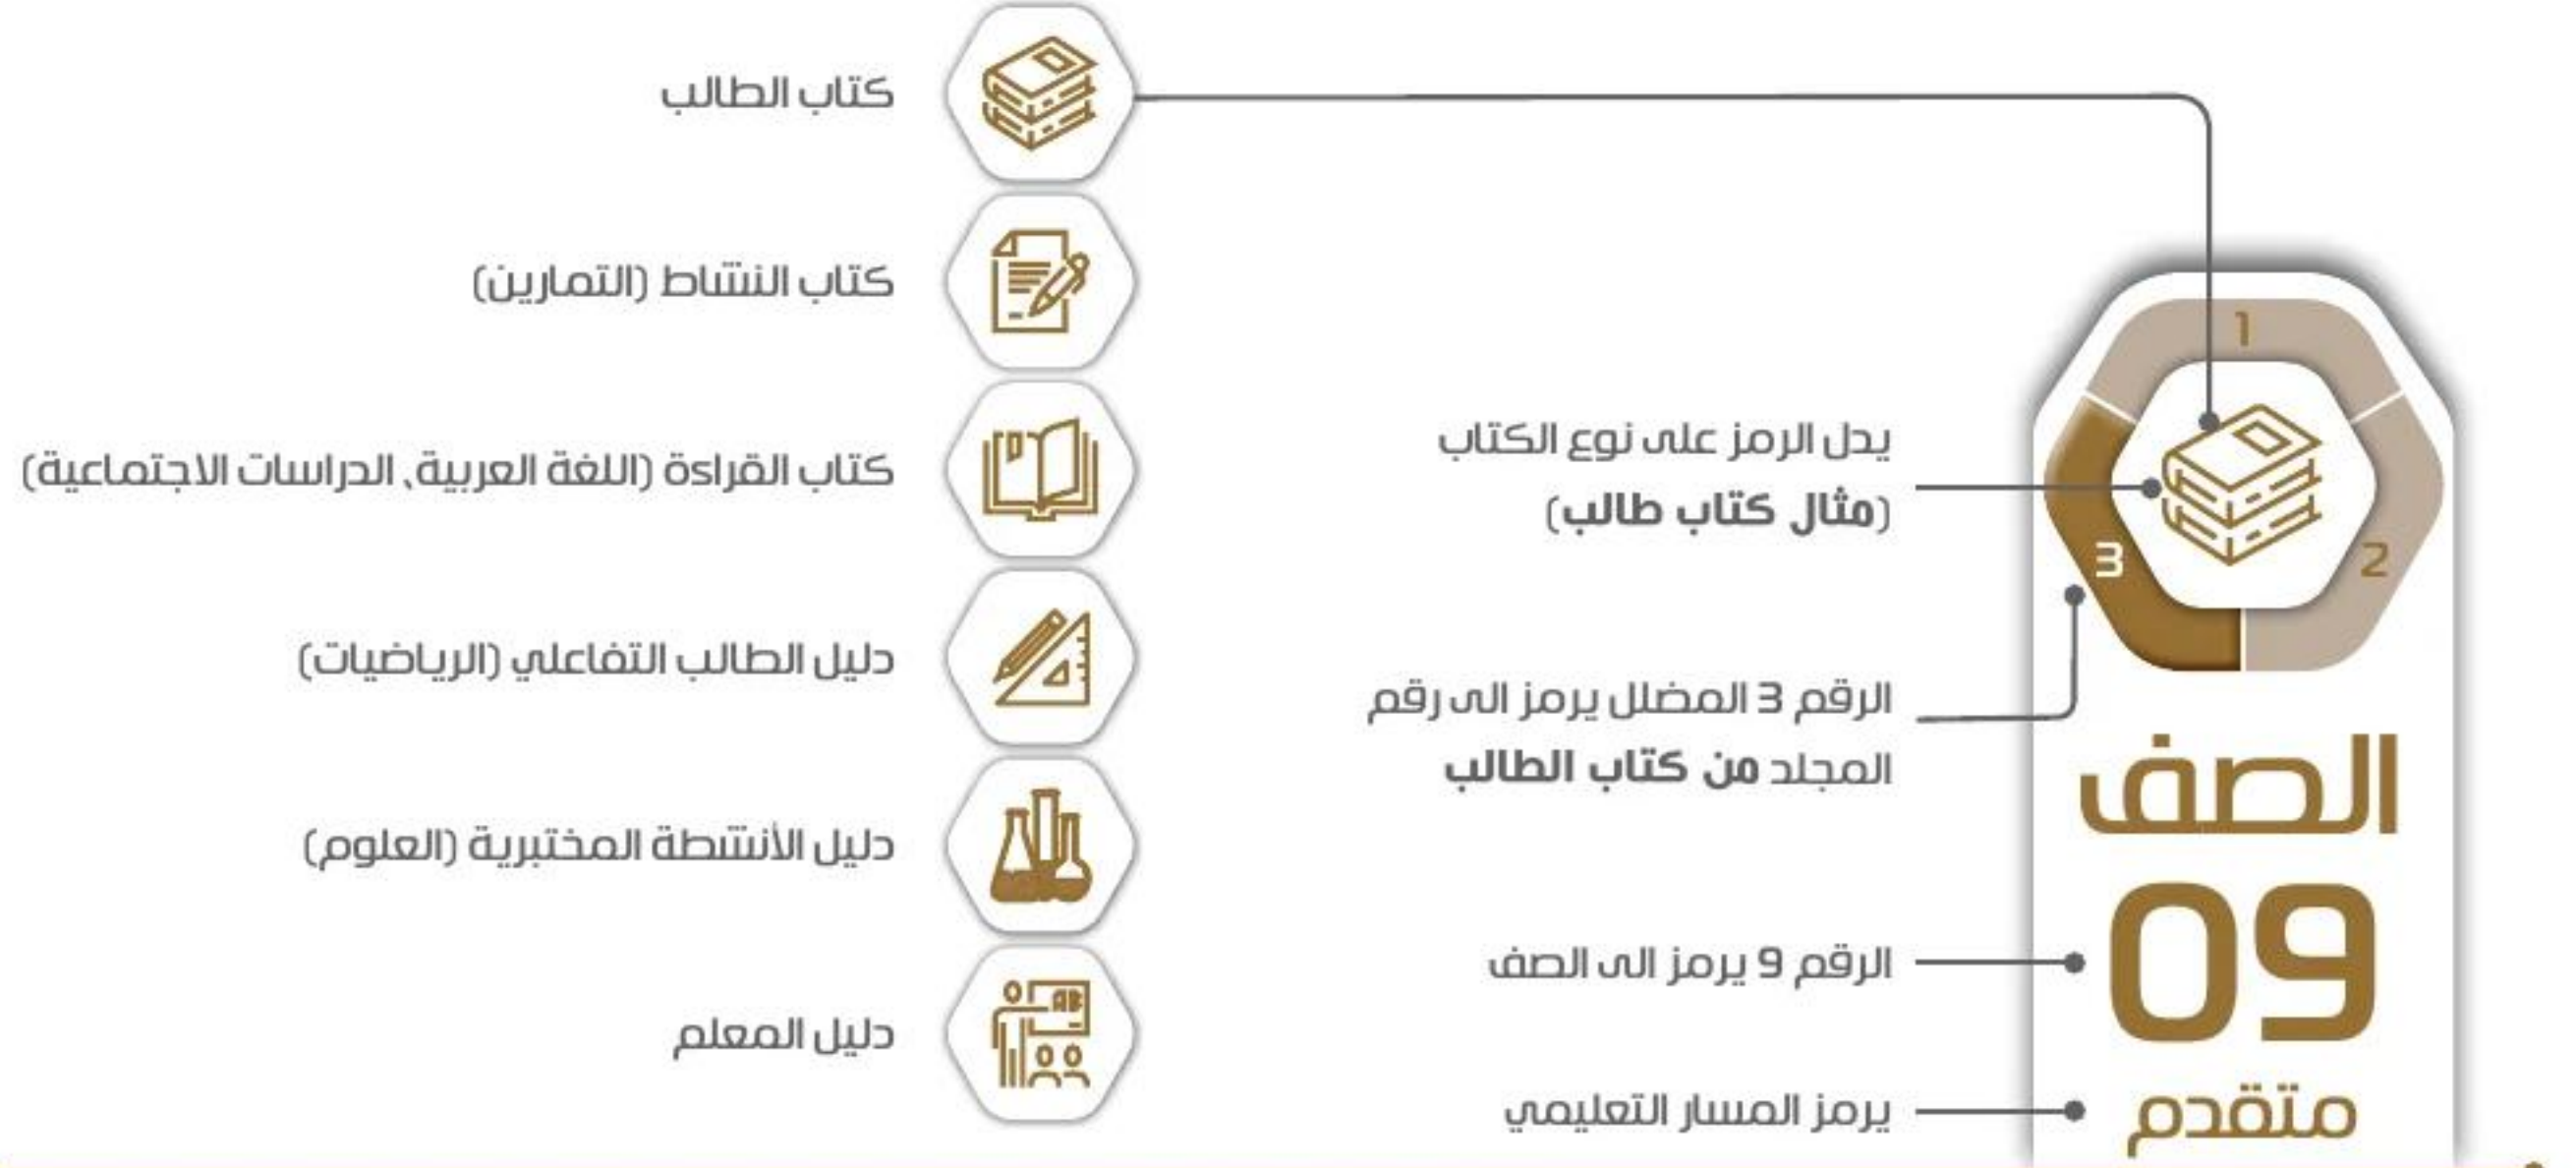 1
2
3
الصف
09
متقدم
يدل الرمز على نوع الكتاب
(مثال كتاب طالب)
الرقم 3 المضلل يرمز الى رقم
المجلد من كتاب الطالب
الرقم 9 يرمز الى الصف
يرمز المسار التعليمي
كتاب الطالب
كتاب النشاط (التمارين)
كتاب القراءة (اللغة العربية، الدراسات الاجتماعية)
دليل الطالب التفاعلي (الرياضيات)
دليل الأنشطة المختبرية (العلوم)
AB
دليل المعلم